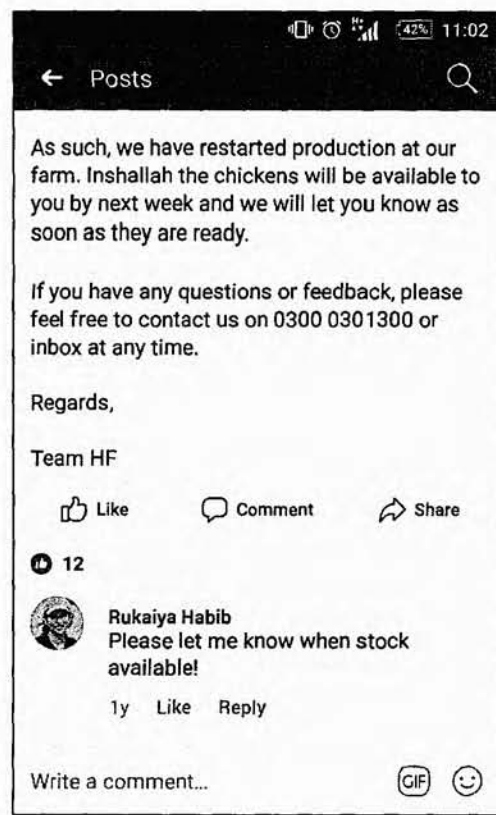 42% 11:02
Posts
As such, we have restarted production at our
farm. Inshallah the chickens will be available to
you by next week and we will let you know as
soon as they are ready.
If you have any questions or feedback, please
feel free to contact us on 0300 0301300 or
inbox at any time.
Regards,
Team HF
Like Comment Share
12
Rukaiya Habib
Please let me know when stock
available!
1y Like Reply
Write a comment... GIF